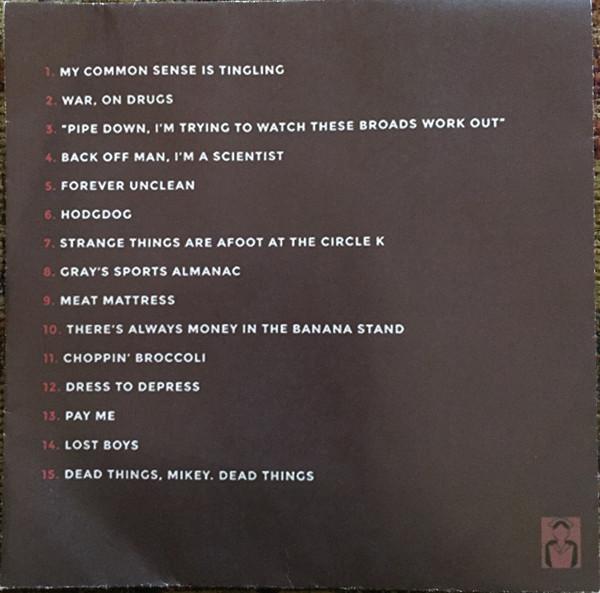 1. MY COMMON SENSE IS TINGLING
2. WAR, ON DRUGS
3. "PIPE DOWN, I'M TRYING TO WATCH THESE BROADS WORK OUT"
4. BACK OFF MAN, I'M A SCIENTIST
5. FOREVER UNCLEAN
6. HODGDOG
7. STRANGE THINGS ARE AFOOT AT THE CIRCLE K
8. GRAY'S SPORTS ALMANAC
9. MEAT MATTRESS
10. THERE'S ALWAYS MONEY IN THE BANANA STAND
11. CHOPPIN' BROCCOLI
12. DRESS TO DEPRESS
13. PAY ME
14. LOST BOYS
15. DEAD THINGS, MIKEY. DEAD THINGS